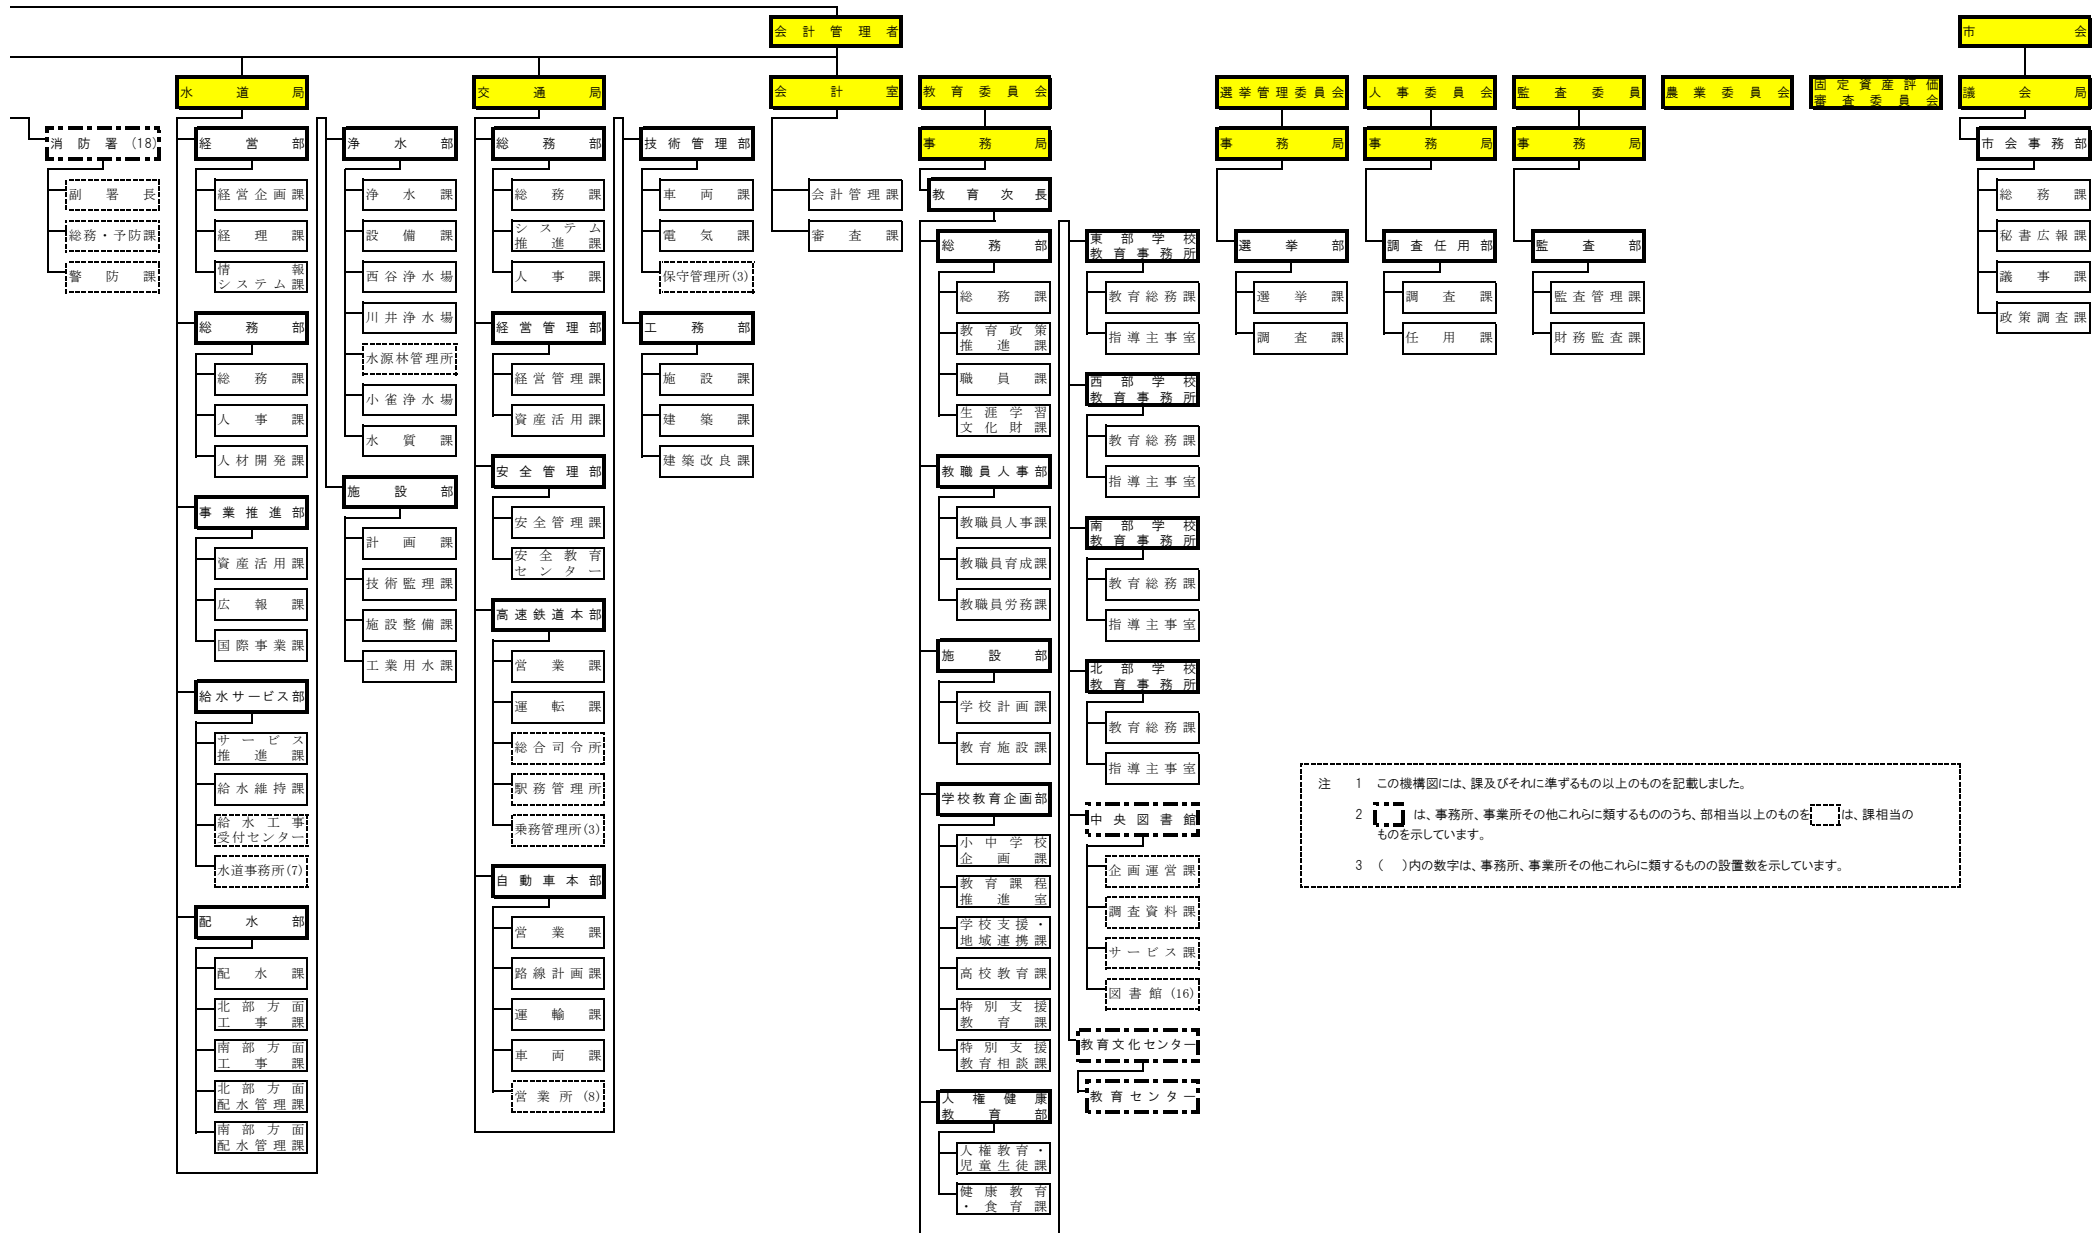 会計管理者
市会
水道局
交通局
会計室
教育委員会
選挙管理委員会
人事委員会
監査委員
農業委員会
固定資産評価
審査委員会
議会局
消防署(18)
副署長
総務・予防課
警防課
経営部
経営企画課
経理課
情報
システム課
総務部
総務課
人事課
人材開発課
事業推進部
資産活用課
広報課
国際事業課
給水サービス部
サービス
推進課
給水維持課
給水工事
受付センター
水道事務所(7)
配水部
配水課
北部方面
工事課
南部方面
工事課
北部方面
配水管理課
南部方面
配水管理課
浄水部
浄水課
設備課
西谷浄水場
川井浄水場
水源林管理所
小雀浄水場
水質課
施設部
計画課
技術監理課
施設整備課
工業用水課
総務部
総務課
システム
推進課
人事課
経営管理部
経営管理課
資産活用課
安全管理部
安全管理課
安全教育
センター
高速鉄道本部
営業課
運転課
総合司令所
駅務管理所
乗務管理所(3)
自動車本部
営業課
路線計画課
運輸課
車両課
営業所(8)
技術管理部
車両課
電気課
保守管理所(3)
工務部
施設課
建築課
建築改良課
会計管理課
審査課
事務局
教育次長
総務部
総務課
教育政策
推進課
職員課
生涯学習
文化財課
教職員人事部
教職員人事課
教職員育成課
教職員労務課
施設部
学校計画課
教育施設課
学校教育企画部
小中学校
企画課
教育課程
推進室
学校支援・
地域連携課
高校教育課
特別支援
教育課
特別支援
教育相談課
人権健康
教育部
人権教育・
児童生徒課
健康教育
・食育課
東部学校
教育事務所
教育総務課
指導主事室
西部学校
教育事務所
教育総務課
指導主事室
南部学校
教育事務所
教育総務課
指導主事室
北部学校
教育事務所
教育総務課
指導主事室
中央図書館
企画運営課
調査資料課
サービス課
図書館(16)
教育文化センター
教育センター
事務局
選挙部
選挙課
調査課
事務局
調査任用部
調査課
任用課
事務局
監査部
監査管理課
財務監査課
市会事務部
総務課
秘書広報課
議事課
政策調査課
注 1 この機構図には、課及びそれに準ずるもの以上のものを記載しました。
2 は、事務所、事業所その他これらに類するもののうち、部相当以上のものを は、課相当の
ものを示しています。
3 （ ）内の数字は、事務所、事業所その他これらに類するものの設置数を示しています。